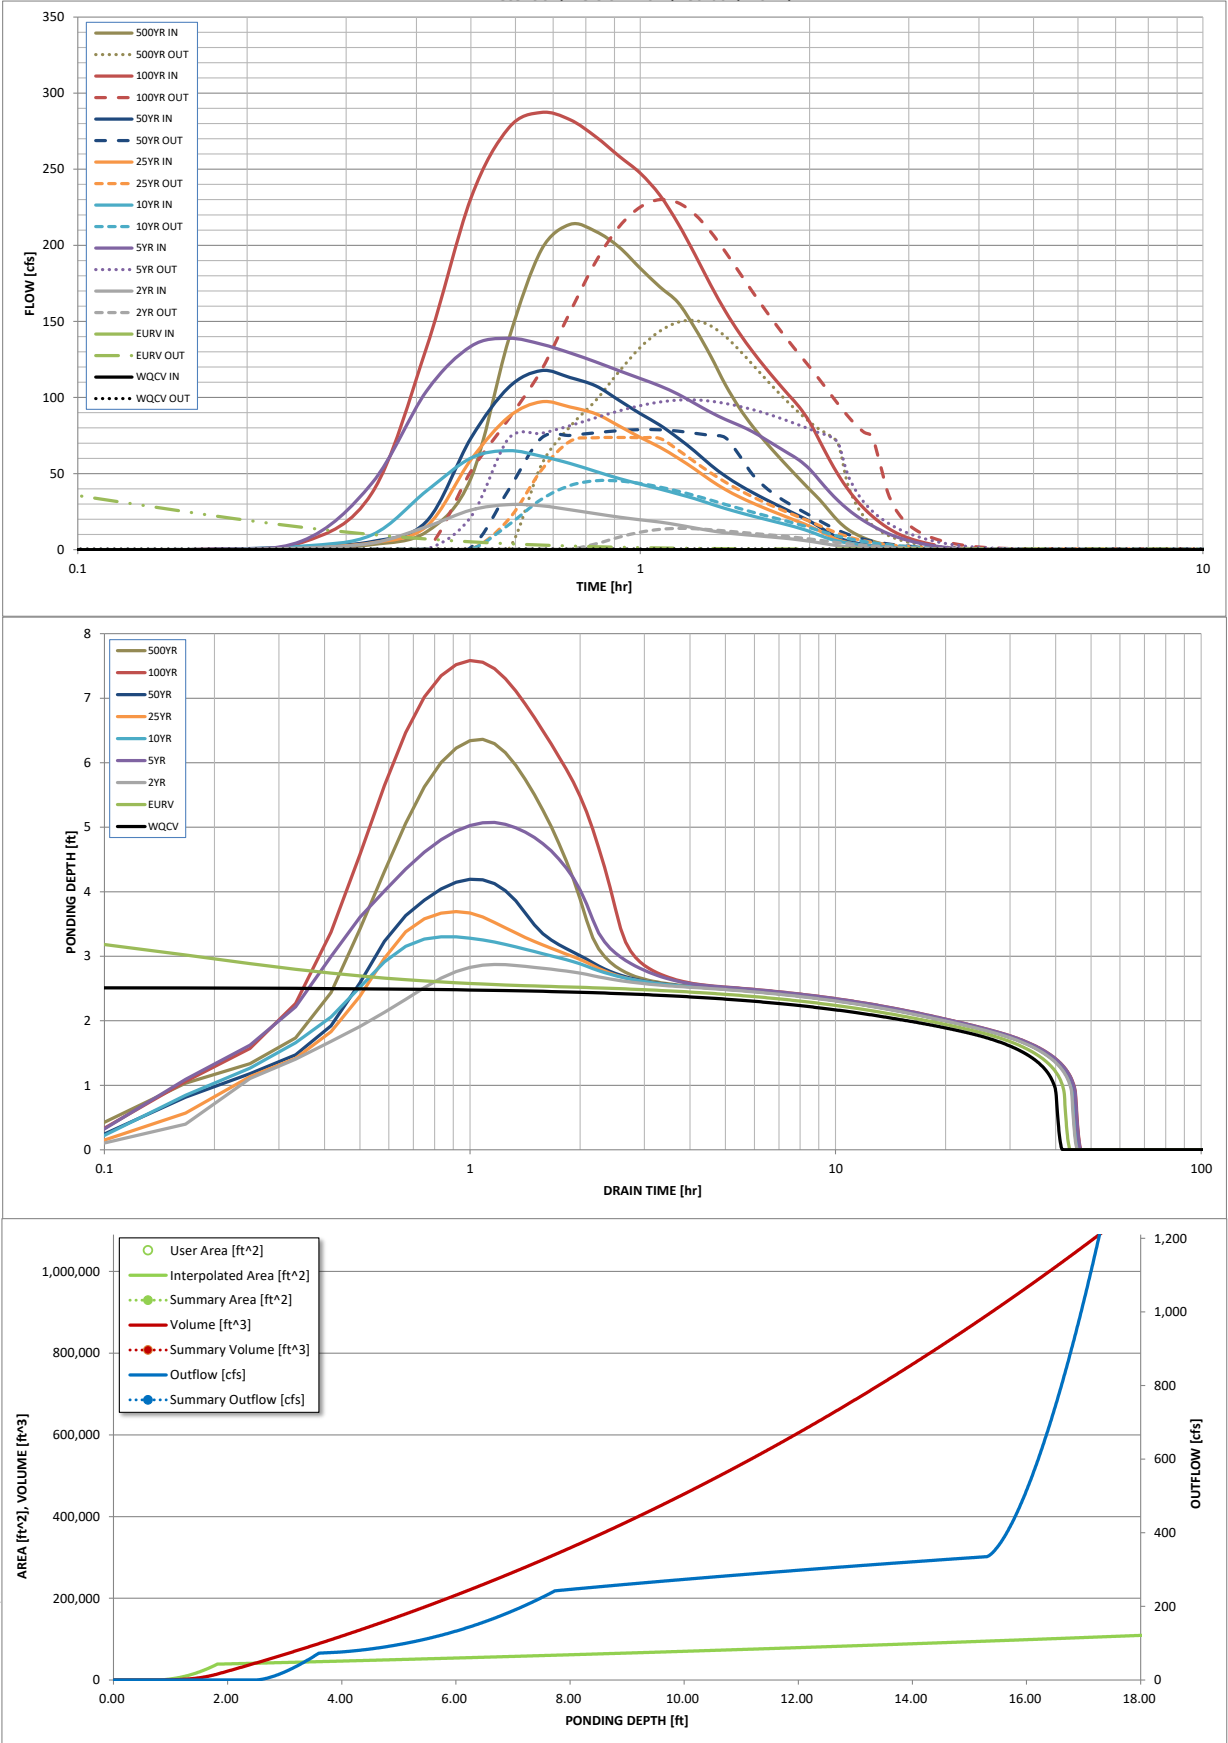 350
300
250
200
150
100
50
0
FLOW [cfs]
500YR IN
500YR OUT
100YR IN
100YR OUT
50YR IN
50YR OUT
25YR IN
25YR OUT
10YR IN
10YR OUT
5YR IN
5YR OUT
2YR IN
2YR OUT
EURV IN
EURV OUT
WQCV IN
WQCV OUT
0.1
1
10
TIME [hr]
8
7
6
5
4
3
2
1
0
PONDING DEPTH [ft]
500YR
100YR
50YR
25YR
10YR
5YR
2YR
EURV
WQCV
0.1
1
10
100
DRAIN TIME [hr]
1,000,000
800,000
600,000
400,000
200,000
0
AREA [ft^2], VOLUME [ft^3]
User Area [ft^2]
Interpolated Area [ft^2]
Summary Area [ft^2]
Volume [ft^3]
Summary Volume [ft^3]
Outflow [cfs]
Summary Outflow [cfs]
1,200
1,000
800
600
400
200
0
OUTFLOW [cfs]
0.00
2.00
4.00
6.00
8.00
10.00
12.00
14.00
16.00
18.00
PONDING DEPTH [ft]